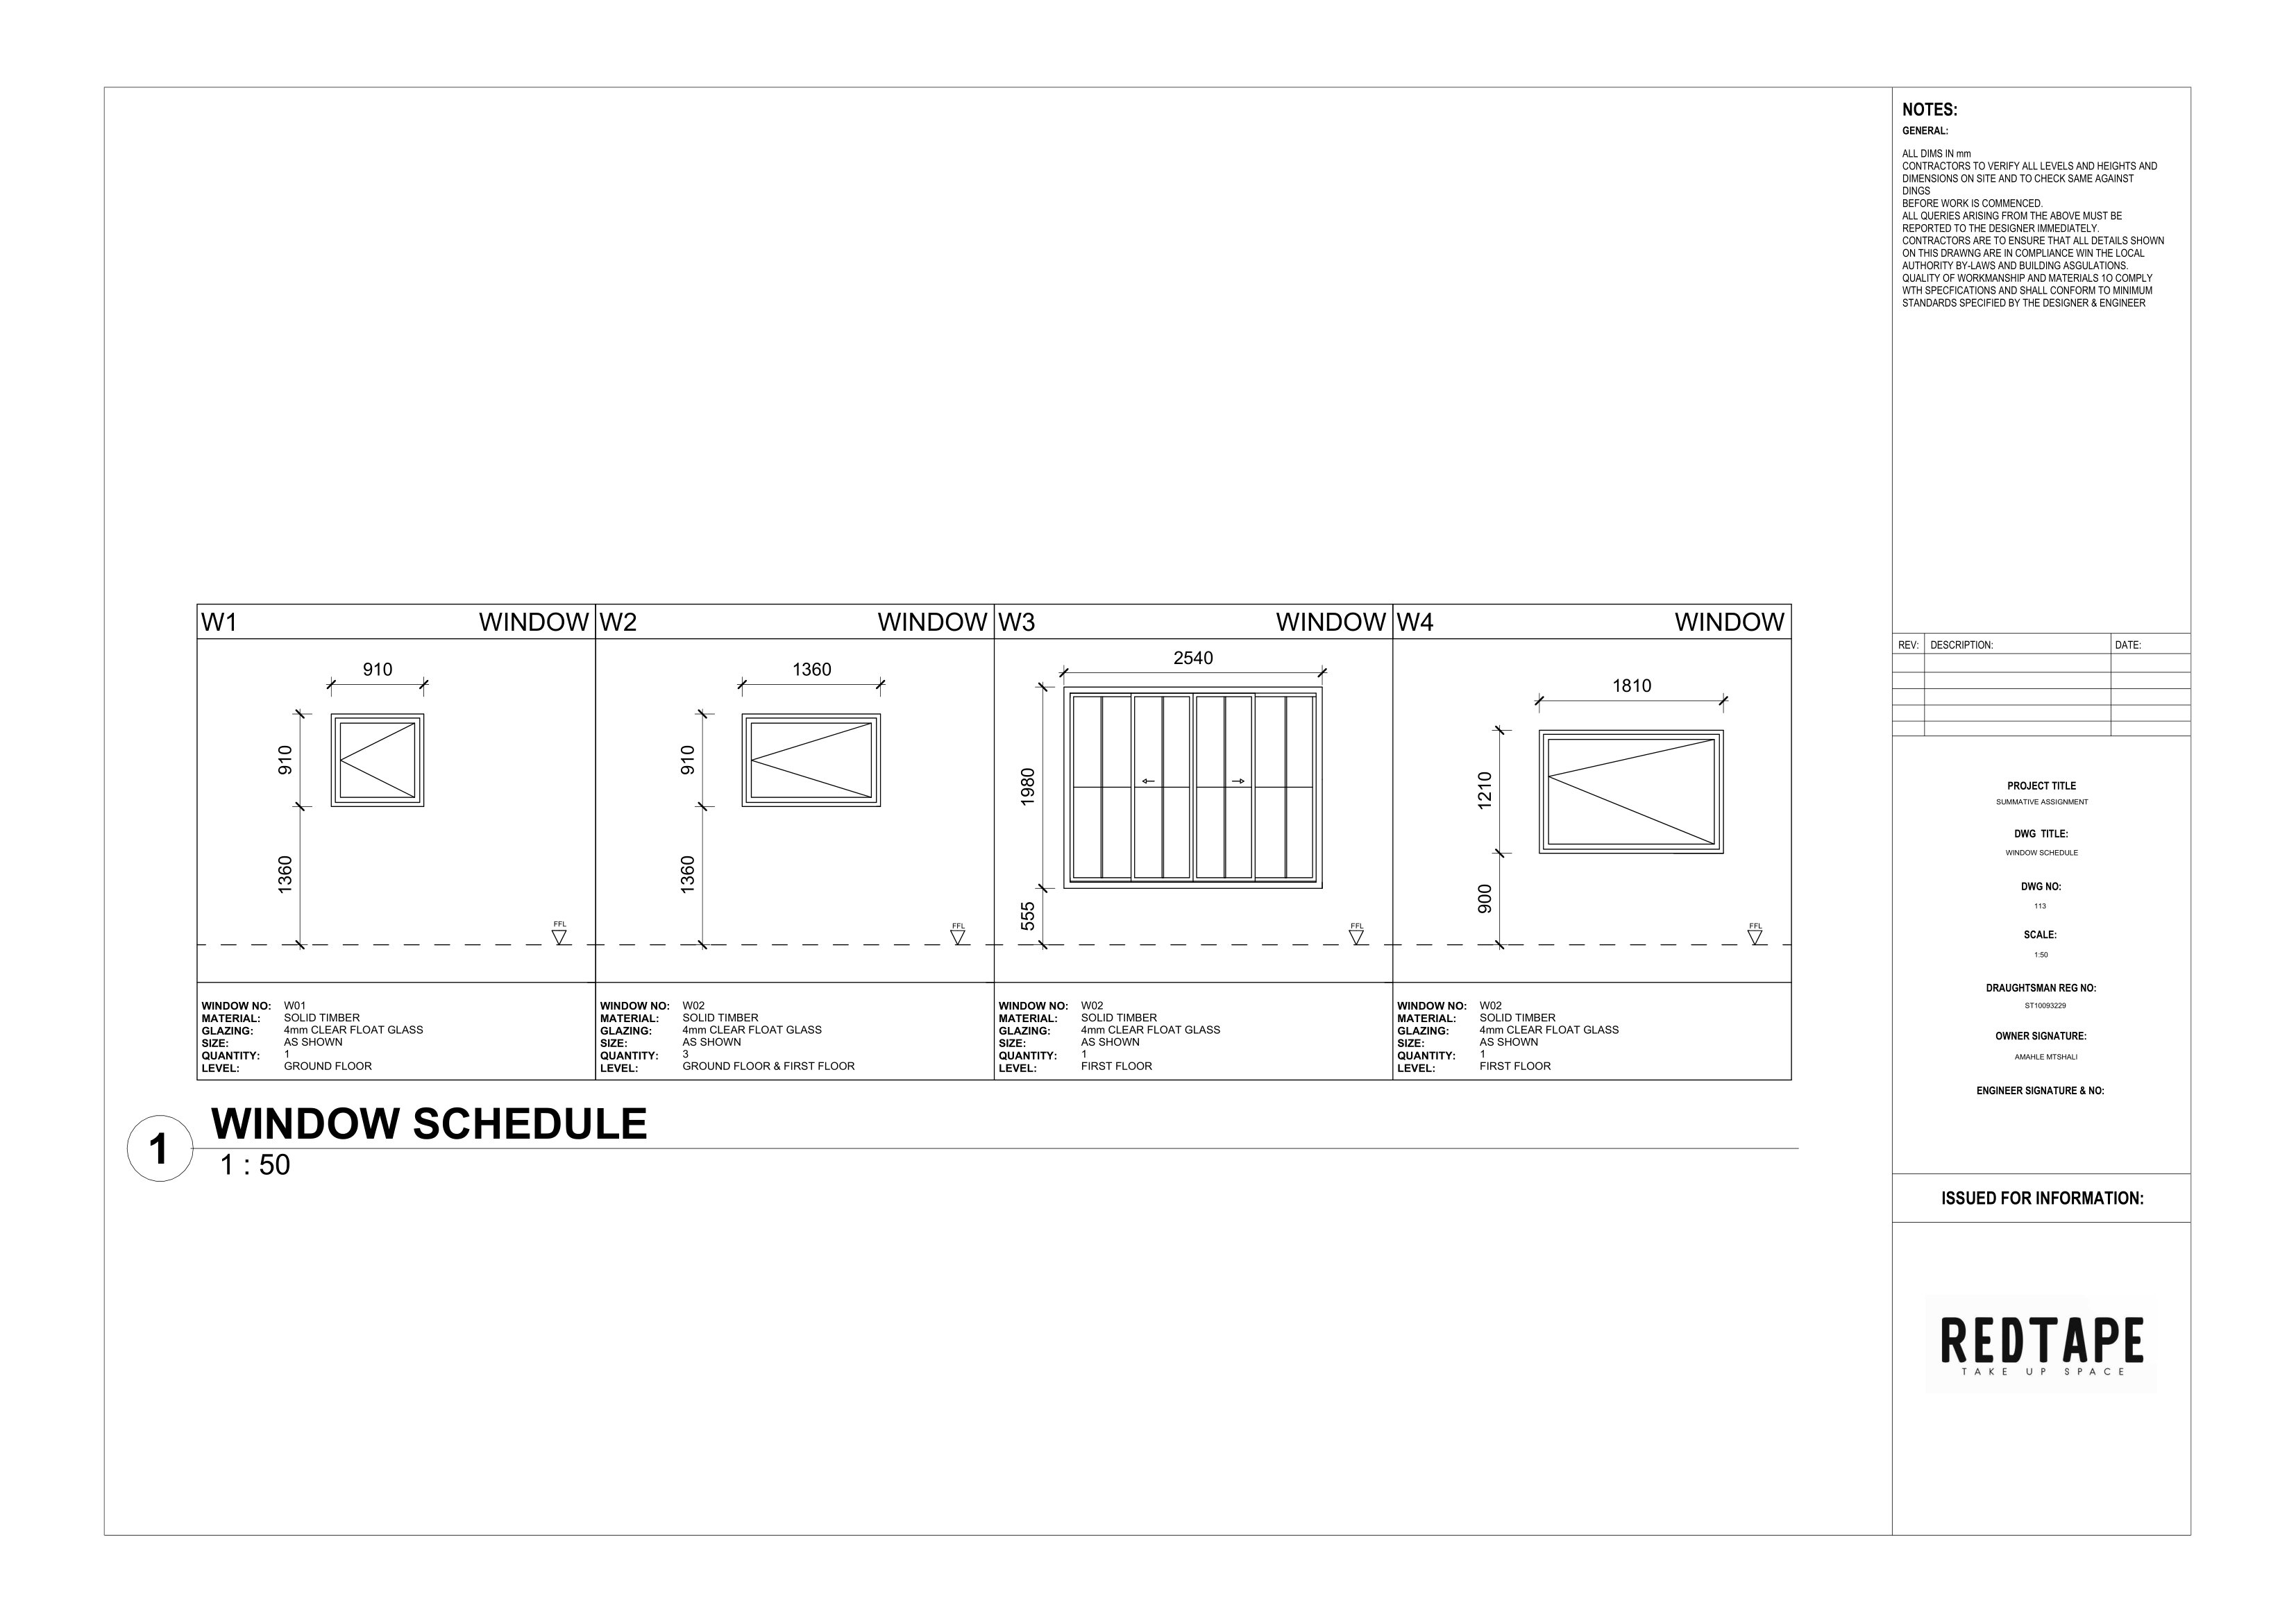 NOTES:
GENERAL:
ALL DIMS IN mm
CONTRACTORS TO VERIFY ALL LEVELS AND HEIGHTS AND
DIMENSIONS ON SITE AND TO CHECK SAME AGAINST
DINGS
BEFORE WORK IS COMMENCED.
ALL QUERIES ARISING FROM THE ABOVE MUST BE
REPORTED TO THE DESIGNER IMMEDIATELY.
CONTRACTORS ARE TO ENSURE THAT ALL DETAILS SHOWN
ON THIS DRAWNG ARE IN COMPLIANCE WIN THE LOCAL
AUTHORITY BY-LAWS AND BUILDING ASGULATIONS.
QUALITY OF WORKMANSHIP AND MATERIALS 1O COMPLY
WTH SPECFICATIONS AND SHALL CONFORM TO MINIMUM
STANDARDS SPECIFIED BY THE DESIGNER & ENGINEER
W1 WINDOW
910
910
1360
FFL
WINDOW NO: W01
MATERIAL: SOLID TIMBER
GLAZING: 4mm CLEAR FLOAT GLASS
SIZE: AS SHOWN
QUANTITY: 1
LEVEL: GROUND FLOOR
W2 WINDOW
1360
910
1360
FFL
WINDOW NO: W02
MATERIAL: SOLID TIMBER
GLAZING: 4mm CLEAR FLOAT GLASS
SIZE: AS SHOWN
QUANTITY: 3
LEVEL: GROUND FLOOR & FIRST FLOOR
W3 WINDOW
2540
1980
555
FFL
WINDOW NO: W02
MATERIAL: SOLID TIMBER
GLAZING: 4mm CLEAR FLOAT GLASS
SIZE: AS SHOWN
QUANTITY: 1
LEVEL: FIRST FLOOR
W4 WINDOW
1810
1210
900
FFL
WINDOW NO: W02
MATERIAL: SOLID TIMBER
GLAZING: 4mm CLEAR FLOAT GLASS
SIZE: AS SHOWN
QUANTITY: 1
LEVEL: FIRST FLOOR
1
WINDOW SCHEDULE
1 : 50
REV: DESCRIPTION: DATE:
PROJECT TITLE
SUMMATIVE ASSIGNMENT
DWG TITLE:
WINDOW SCHEDULE
DWG NO:
113
SCALE:
1:50
DRAUGHTSMAN REG NO:
ST10093229
OWNER SIGNATURE:
AMAHLE MTSHALI
ENGINEER SIGNATURE & NO:
ISSUED FOR INFORMATION:
REDTAPE
TAKE UP SPACE